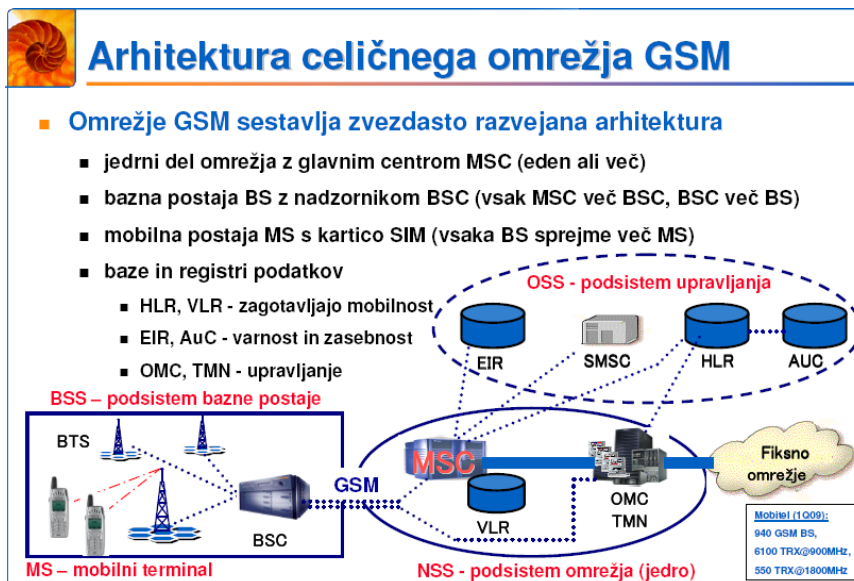 Arhitektura celičnega omrežja GSM
Omrežje GSM sestavlja zvezdasto razvejana arhitektura
jedrni del omrežja z glavnim centrom MSC (eden ali več)
bazna postaja BS z nadzornikom BSC (vsak MSC več BSC, BSC več BS)
mobilna postaja MS s kartico SIM (vsaka BS sprejme več MS)
baze in registri podatkov
HLR, VLR - zagotavljajo mobilnost
EIR, AuC - varnost in zasebnost
OMC, TMN - upravljanje
OSS - podsistem upravljanja
EIR
SMSC
HLR
AUC
BSS – podsistem bazne postaje
BTS
BSC
GSM
MS – mobilni terminal
MSC
VLR
OMC
TMN
NSS - podsistem omrežja (jedro)
Fiksno
omrežje
Mobitel (1Q09):
940 GSM BS,
6100 TRX@900MHz,
550 TRX@1800MHz